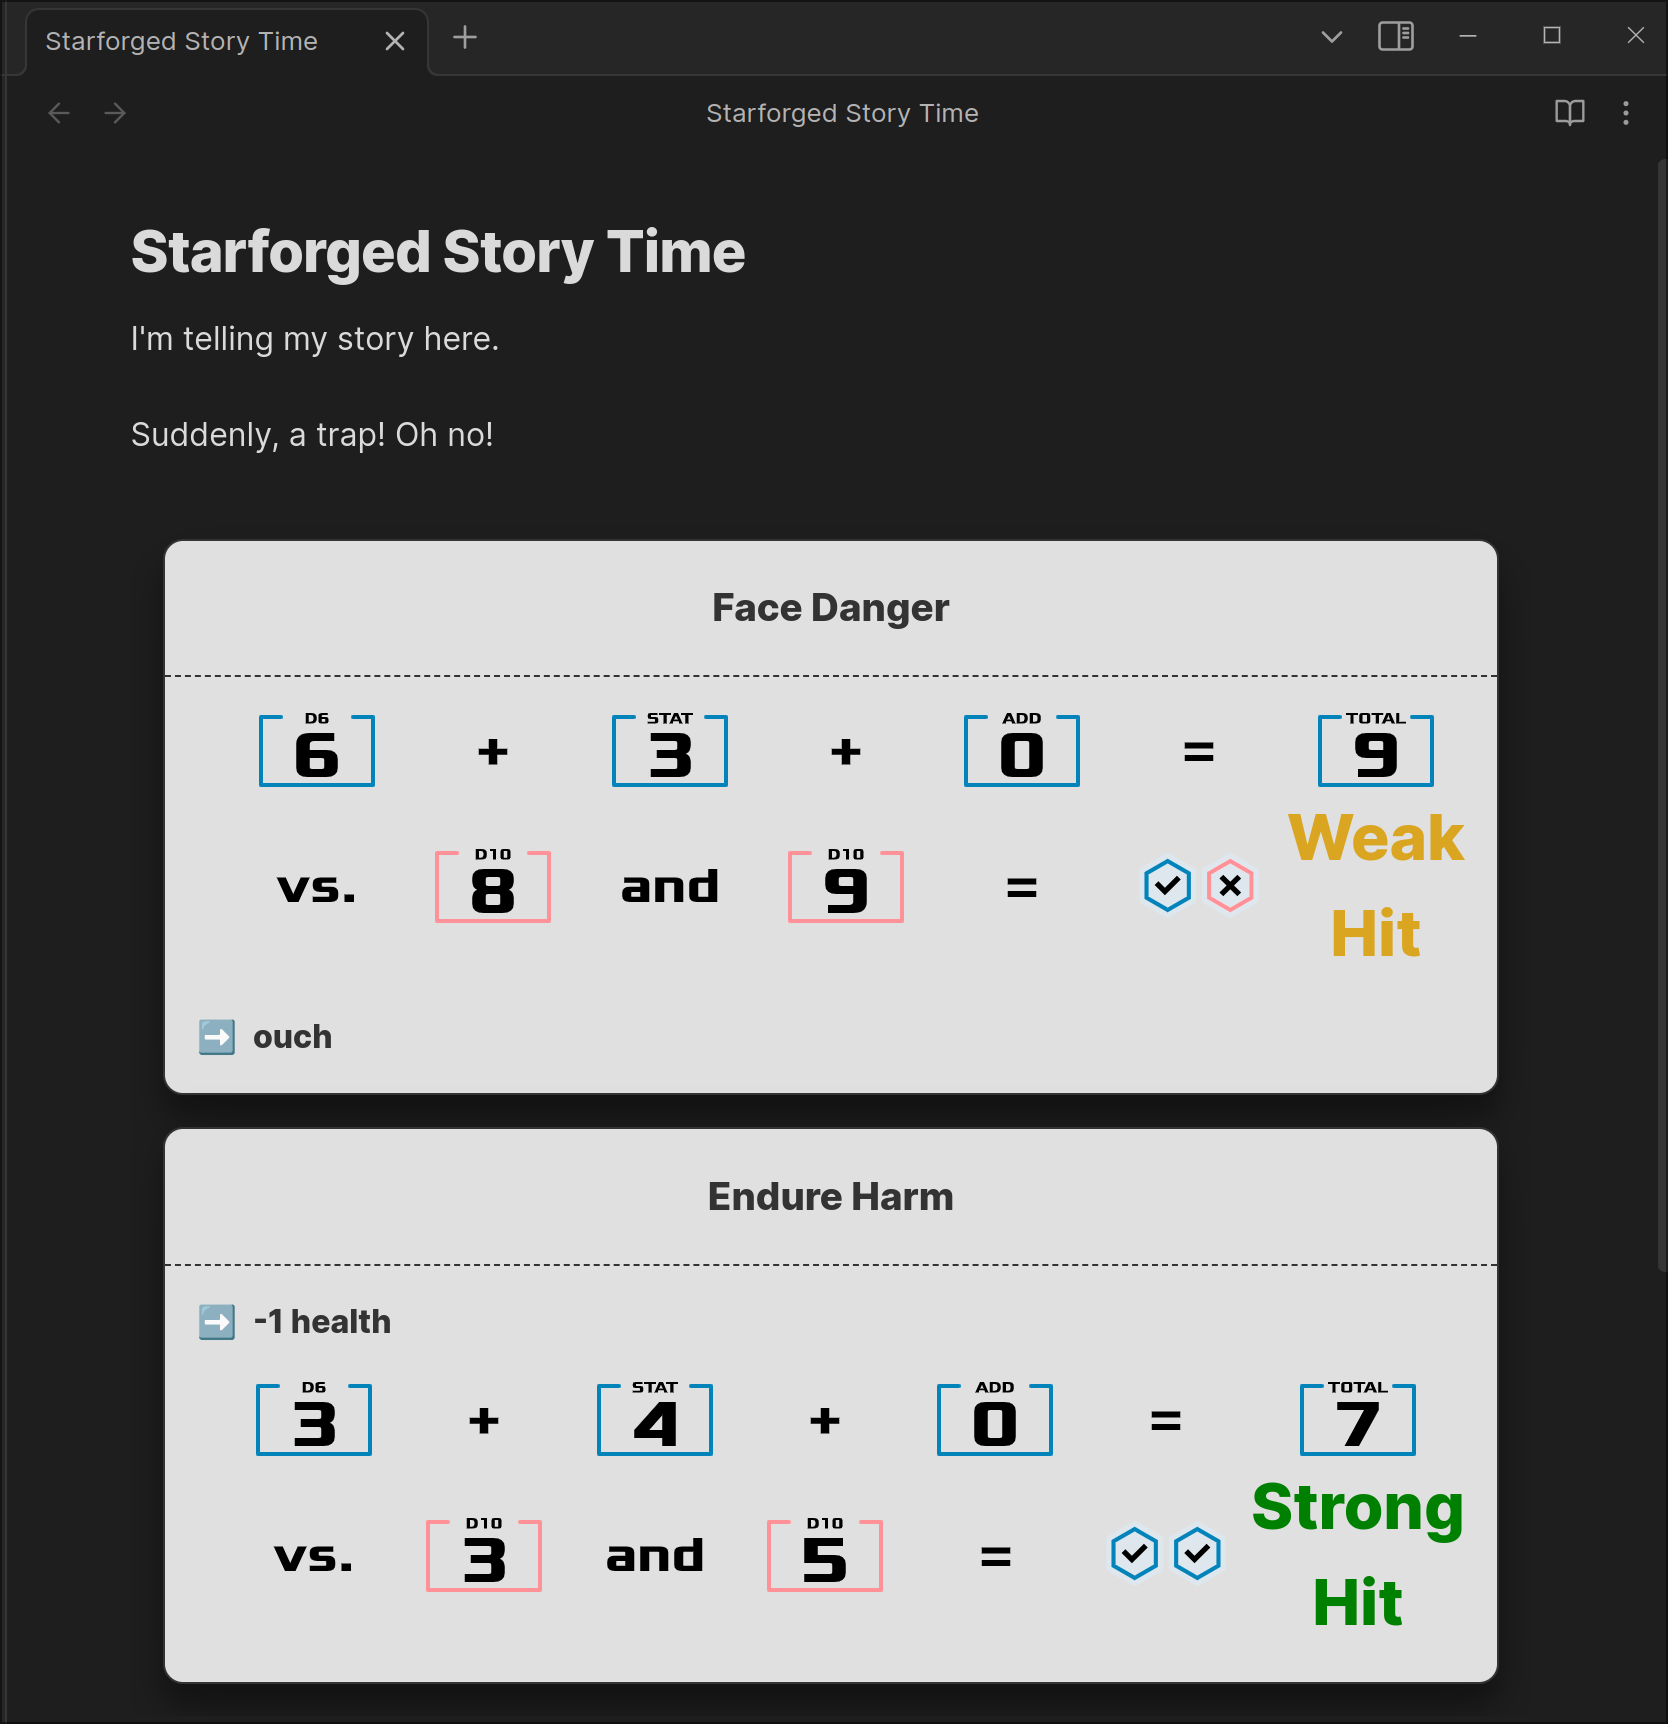 Starforged Story Time
Starforged Story Time
Starforged Story Time
I'm telling my story here.
Suddenly, a trap! Oh no!
Face Danger
D6 STAT ADD TOTAL
6 + 3 + 0 = 9
D10 D10
vs. 8 and 9 = Weak Hit
ouch
Endure Harm
-1 health
D6 STAT ADD TOTAL
3 + 4 + 0 = 7
D10 D10
vs. 3 and 5 = Strong Hit